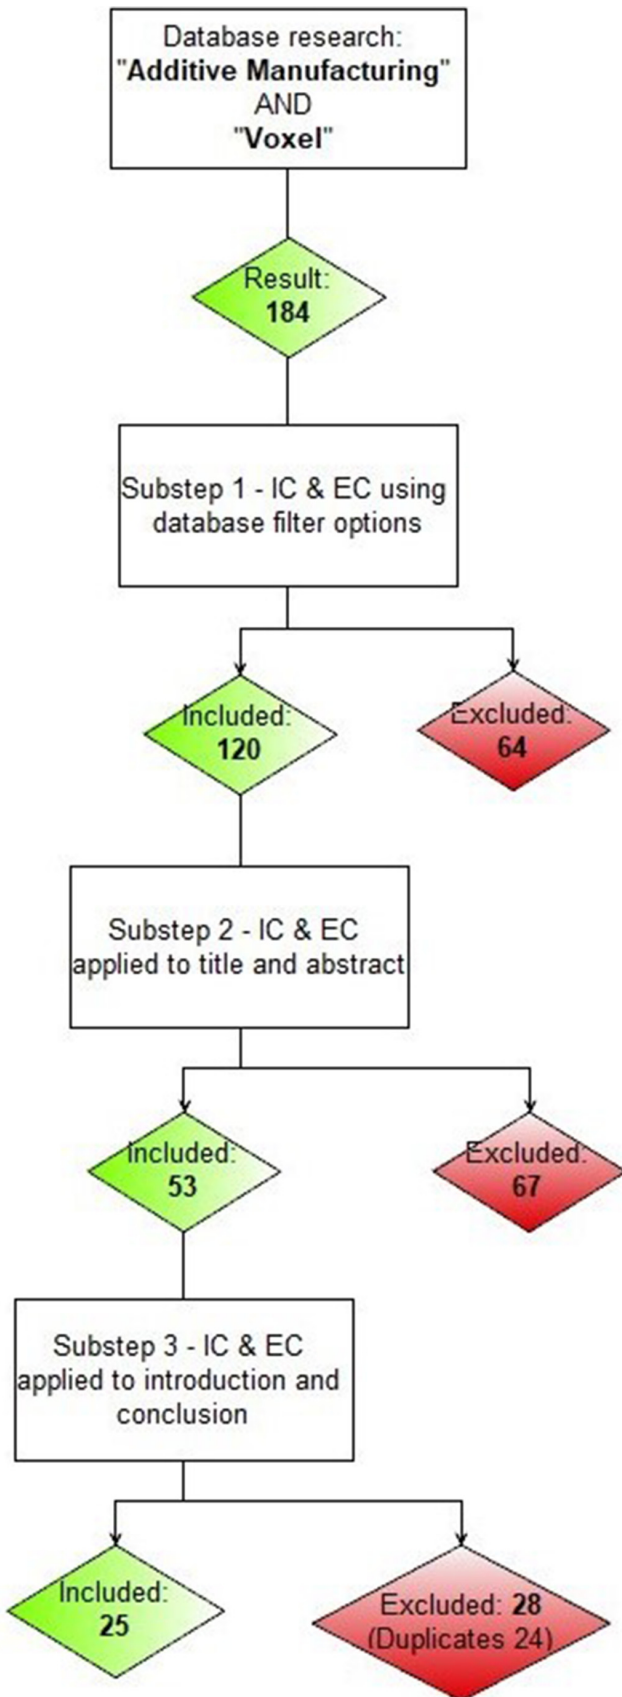 Database research:
"Additive Manufacturing"
AND
"Voxel"
Result:
184
Substep 1 - IC & EC using
database filter options
Included:
120
Excluded:
64
Substep 2 - IC & EC
applied to title and abstract
Included:
53
Excluded:
67
Substep 3 - IC & EC
applied to introduction and
conclusion
Included:
25
Excluded: 28
(Duplicates 24)